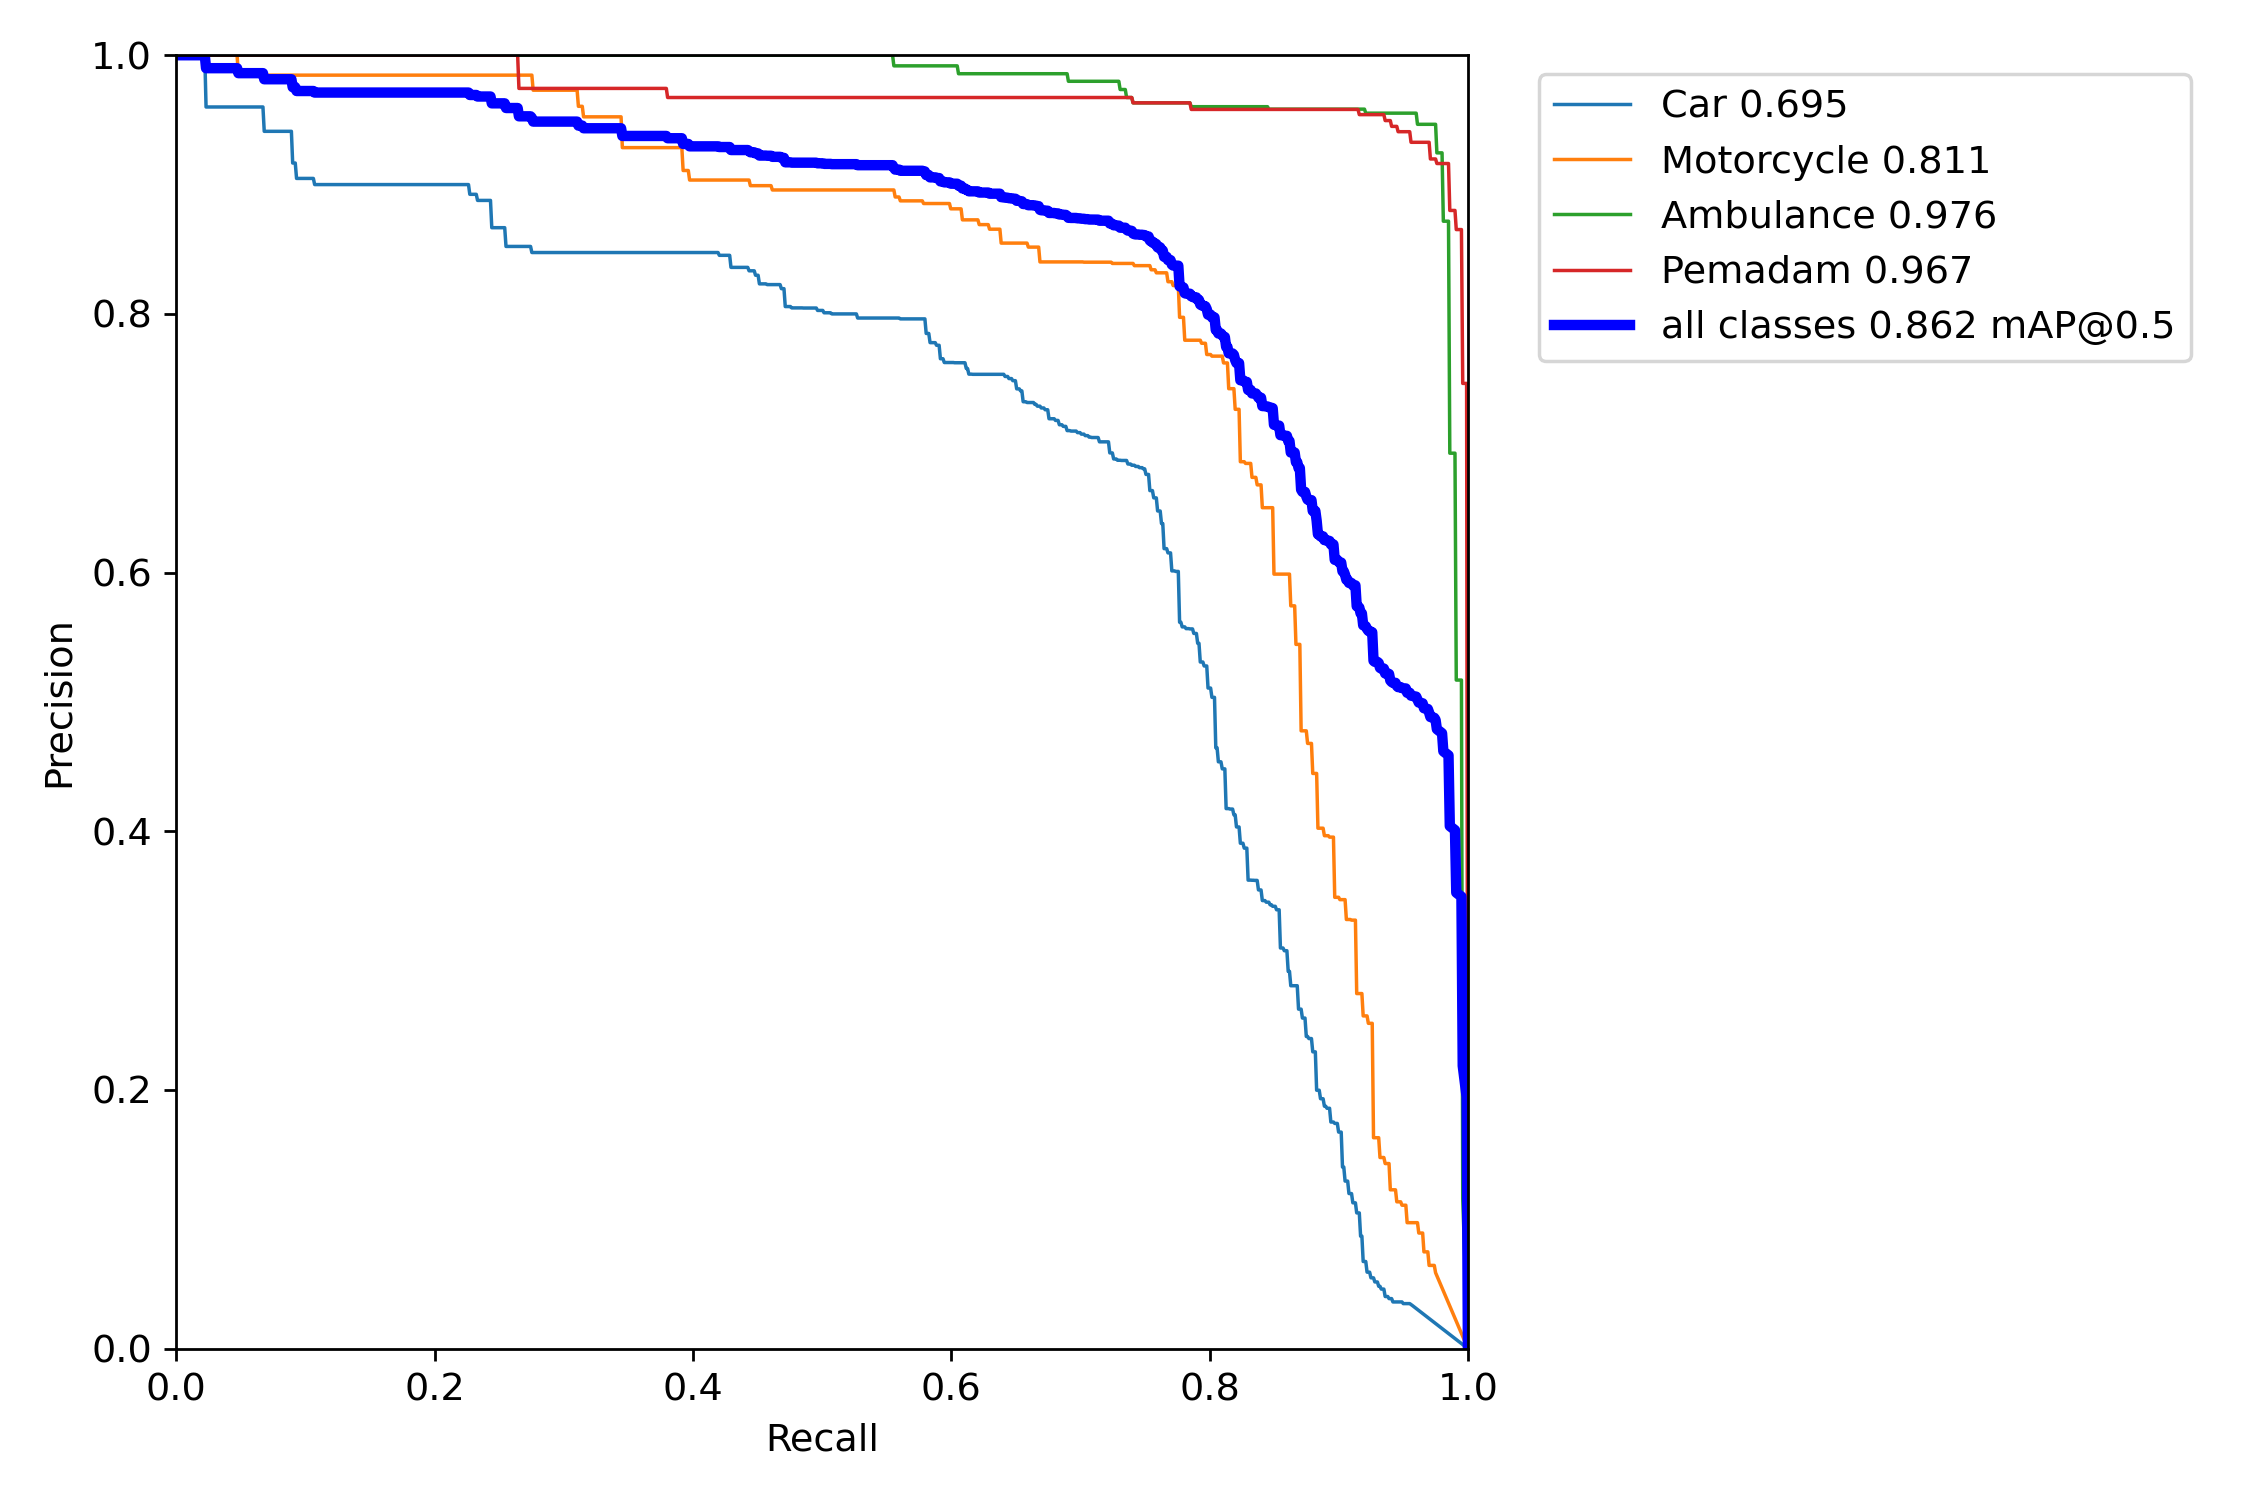 1.0
0.8
0.6
0.4
0.2
0.0
Precision
0.0 0.2 0.4 0.6 0.8 1.0
Recall
Car 0.695
Motorcycle 0.811
Ambulance 0.976
Pemadam 0.967
all classes 0.862 mAP@0.5